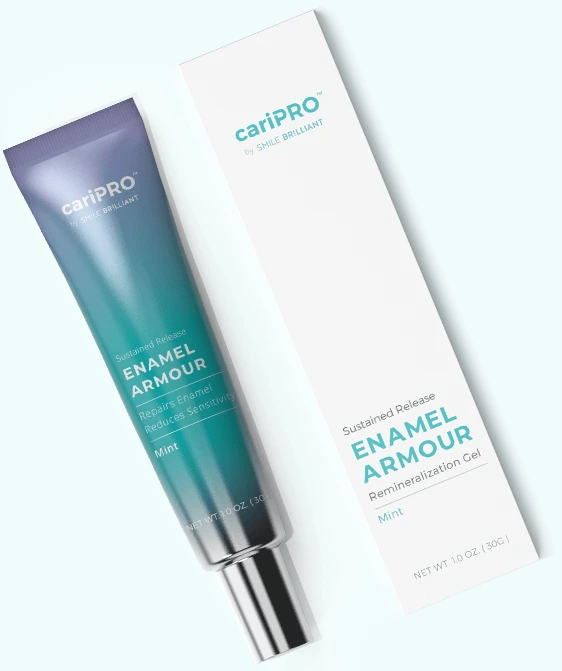 cariPRO™
by SMILE BRILLIANT
Sustained Release
ENAMEL
ARMOUR
Repairs Enamel
Reduces Sensitivity
Mint
NET WT. 1.0 OZ. ( 30
cariPRO™
by SMILE BRILLIANT
Sustained Release
ENAMEL
ARMOUR
Remineralization Gel
Mint
NET WT. 1.0 OZ. ( 30G )